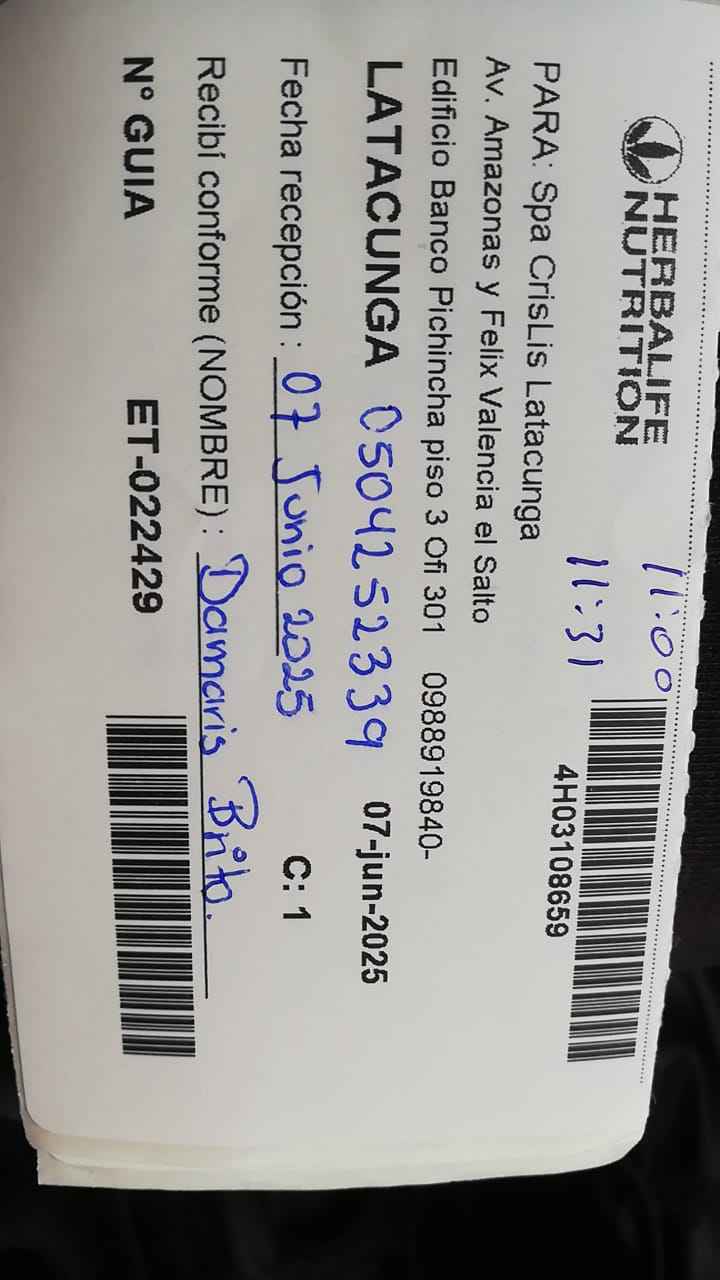 HERBALIFE
NUTRITION
11:00
11:31
4H03108659
PARA: Spa CrisLis Latacunga
Av. Amazonas y Felix Valencia el Salto
Edificio Banco Pichincha piso 3 Ofi 301 0988919840-
LATACUNGA 0504252339 07-jun-2025
Fecha recepción : 07 Junio 2025 C: 1
Recibí conforme (NOMBRE) : Damaris Brito.
N° GUIA ET-022429